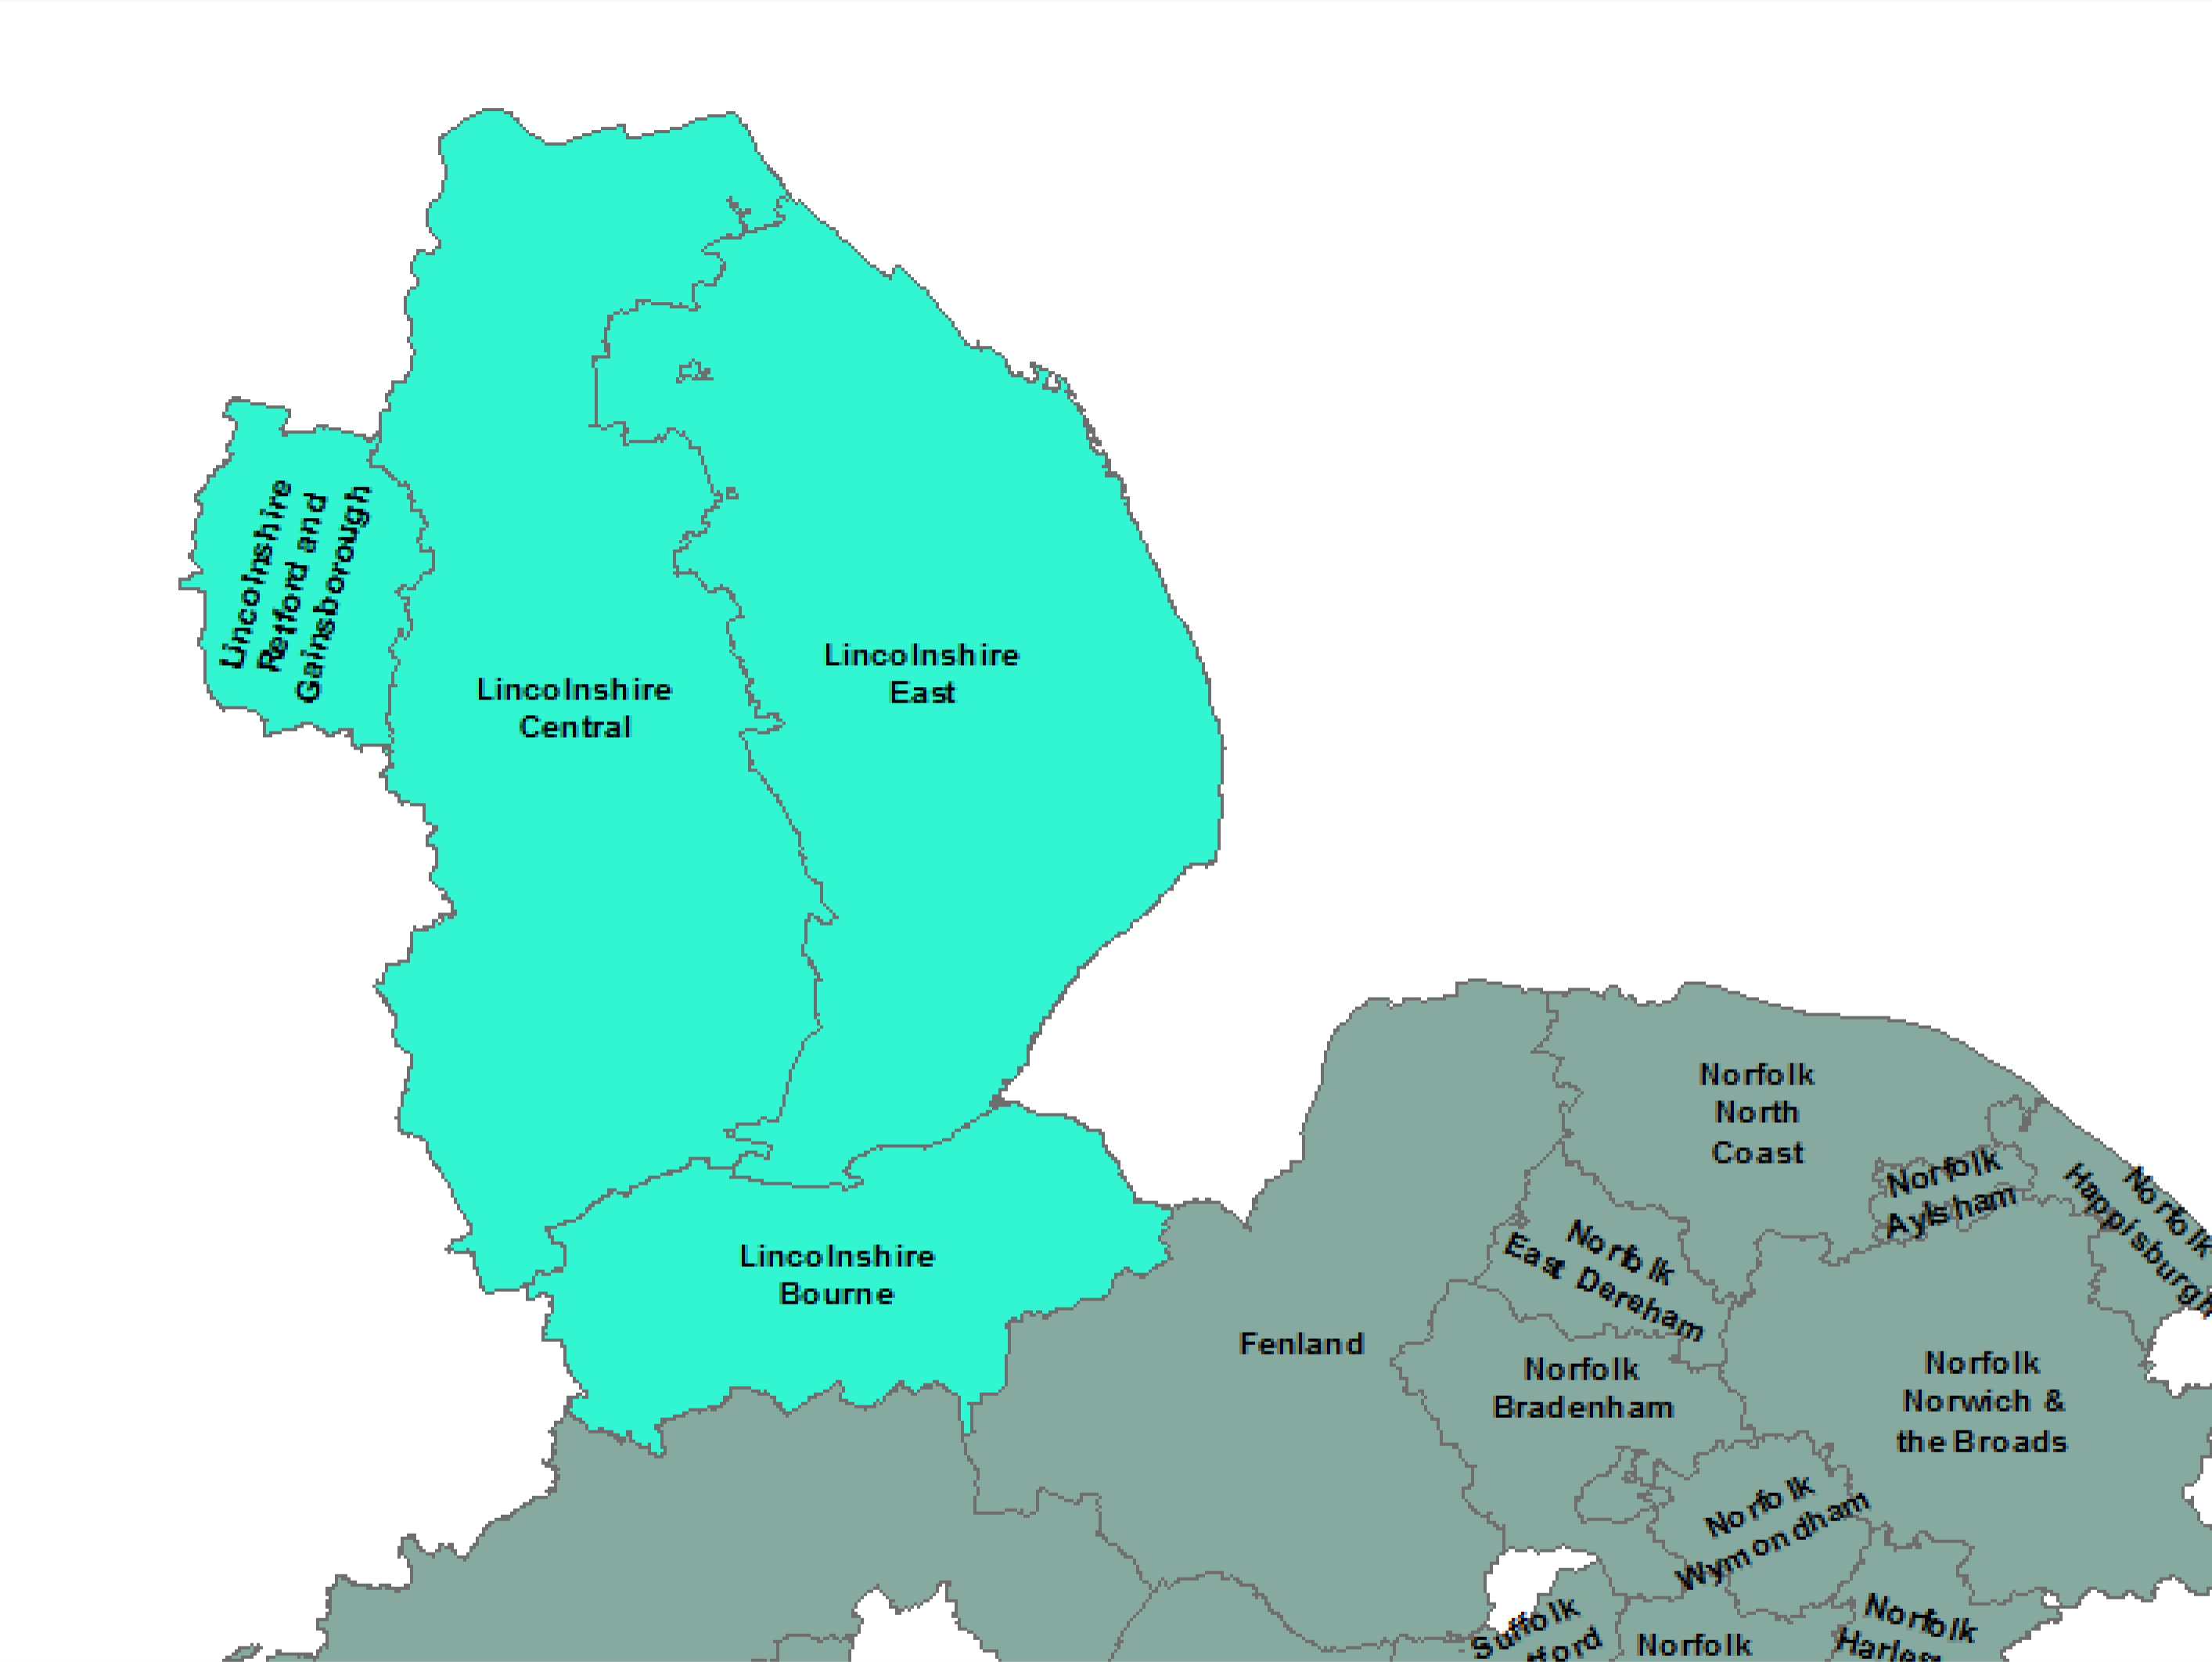 Lincolnshire
Retford and
Gainsborough
Lincolnshire
Central
Lincolnshire
East
Lincolnshire
Bourne
Fenland
Norfolk
North
Coast
Norfolk
Aylsham
Norfolk
Happisburgh
Norfolk
East Dereham
Norfolk
Bradenham
Norfolk
Norwich &
the Broads
Norfolk
Wymondham
Suffolk
Norfolk
Norfolk